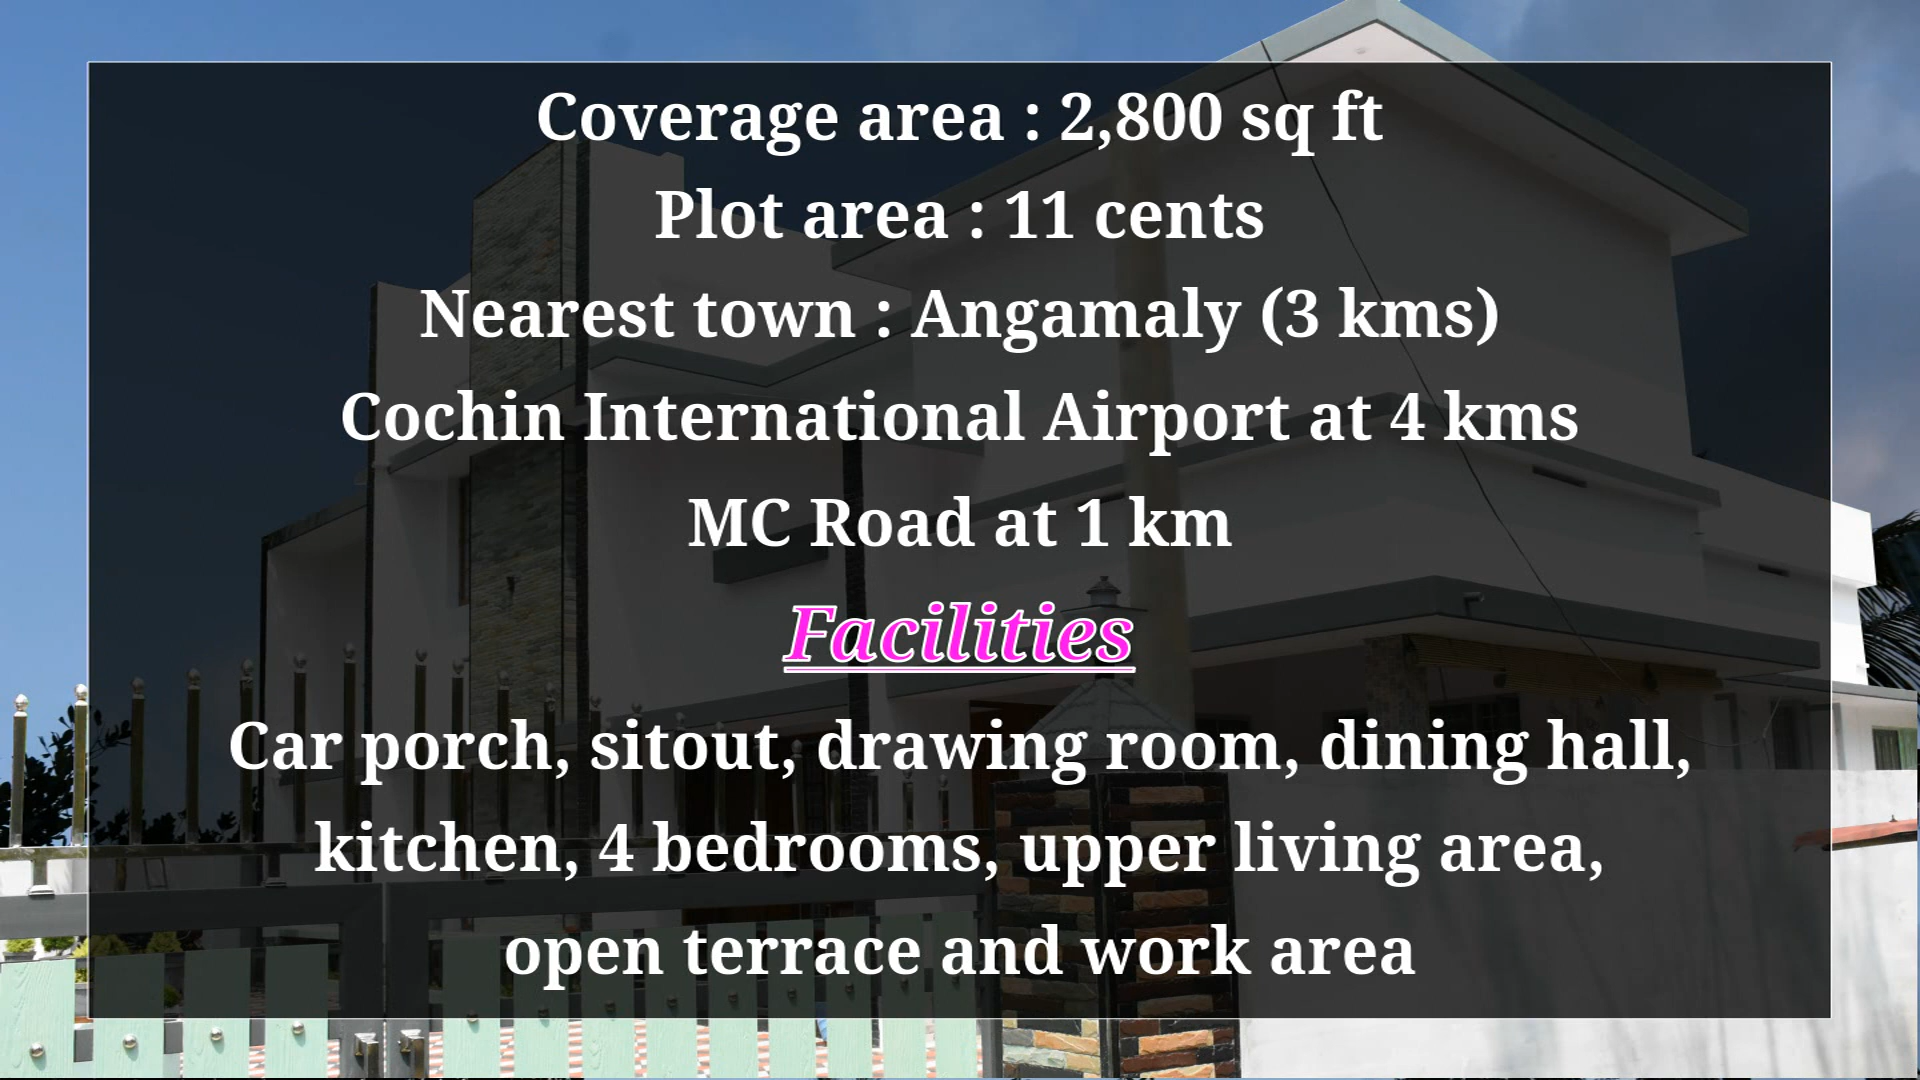 Coverage area : 2,800 sq ft
Plot area : 11 cents
Nearest town : Angamaly (3 kms)
Cochin International Airport at 4 kms
MC Road at 1 km
Facilities
Car porch, sitout, drawing room, dining hall,
kitchen, 4 bedrooms, upper living area,
open terrace and work area